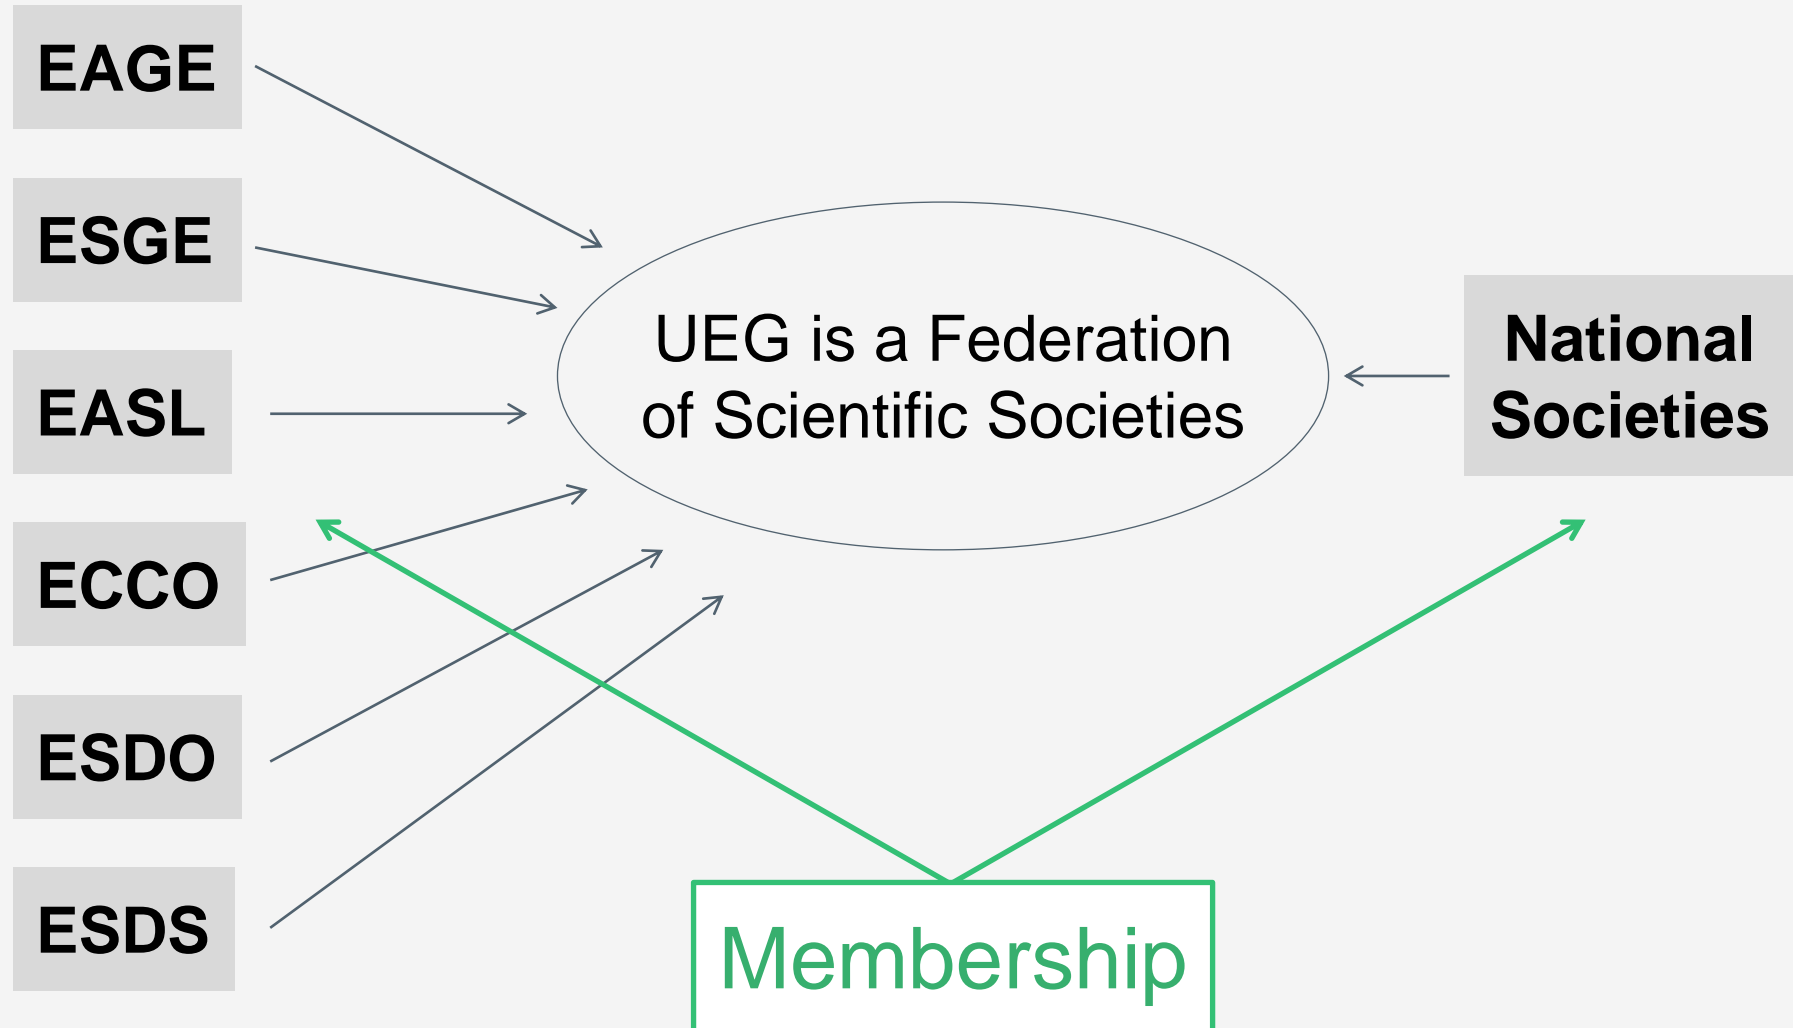 EAGE
ESGE
EASL
ECCO
ESDO
ESDS
UEG is a Federation
of Scientific Societies
National
Societies
Membership